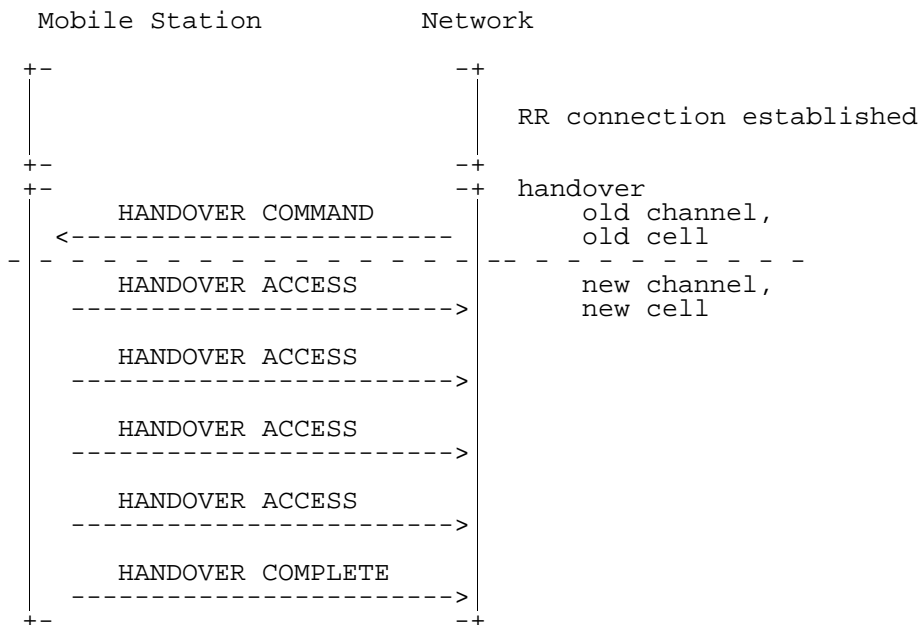 Mobile Station Network
RR connection established
handover
HANDOVER COMMAND old channel,
old cell
HANDOVER ACCESS new channel,
new cell
HANDOVER ACCESS
HANDOVER ACCESS
HANDOVER ACCESS
HANDOVER COMPLETE